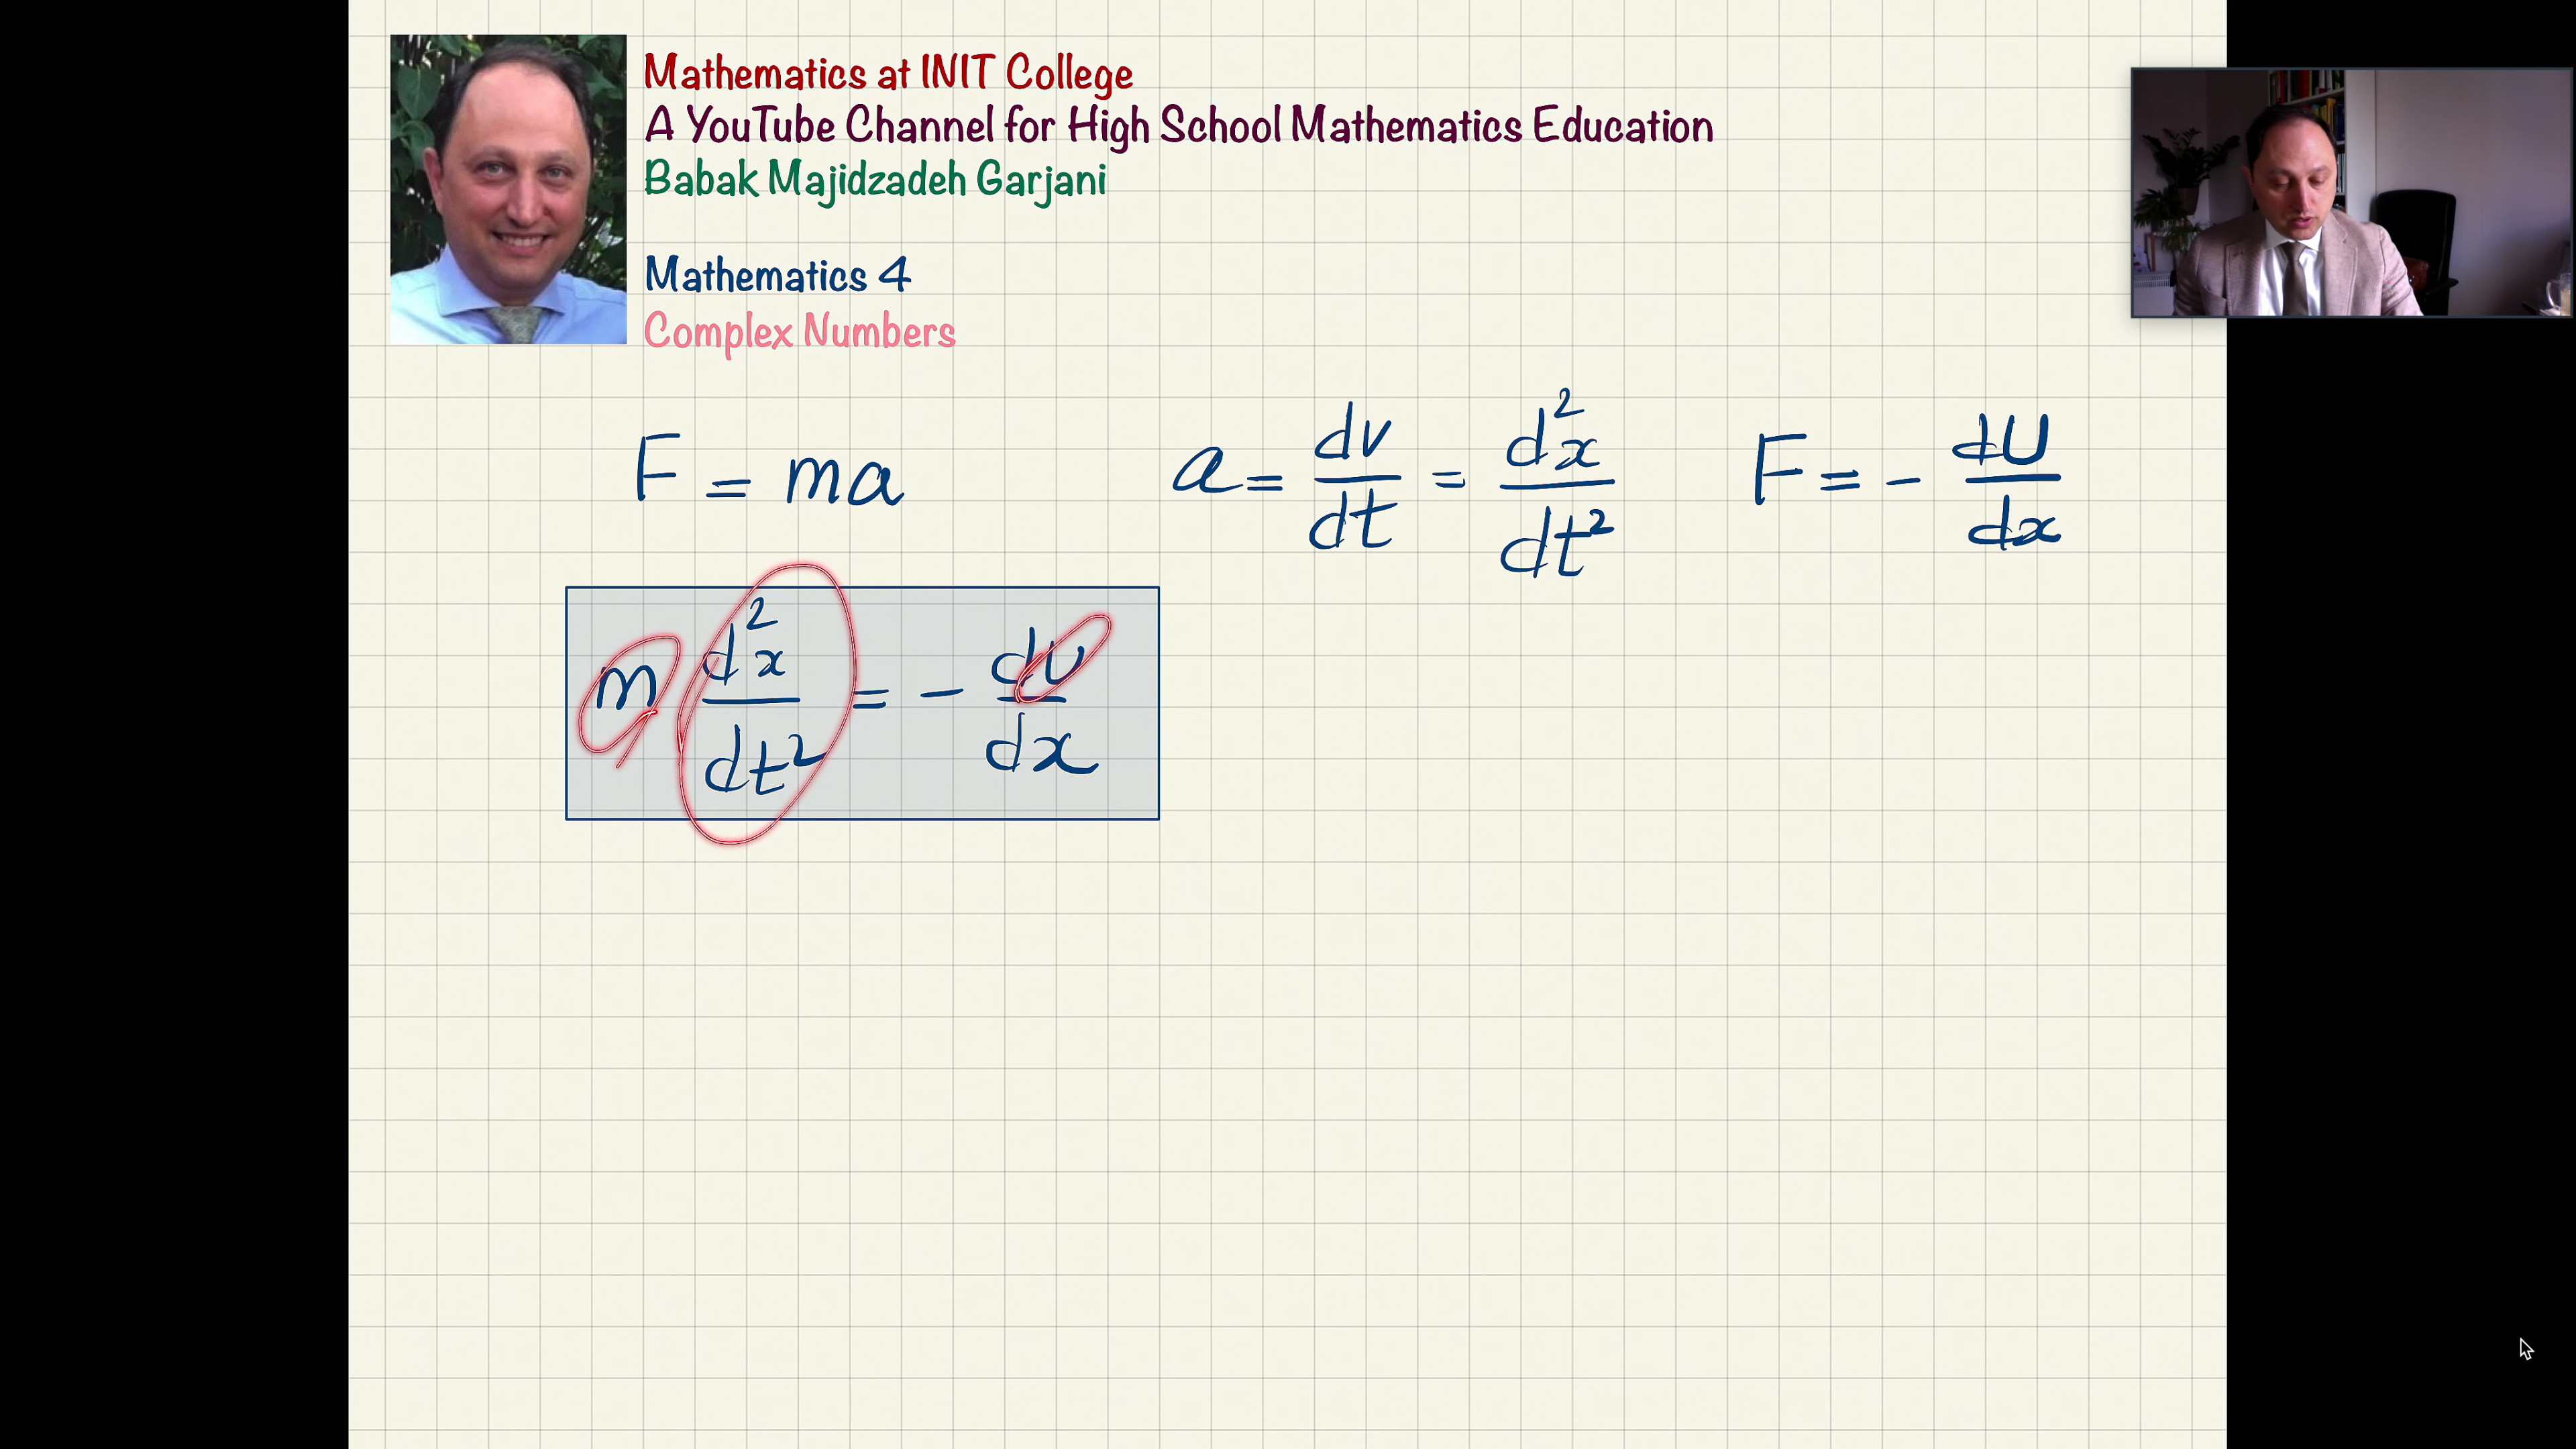 Mathematics at INIT College
A YouTube Channel for High School Mathematics Education
Babak Majidzadeh Garjani
Mathematics 4
Complex Numbers
F = ma
a = dv/dt = d²x/dt²
F = - dU/dx
m d²x/dt² = - dU/dx